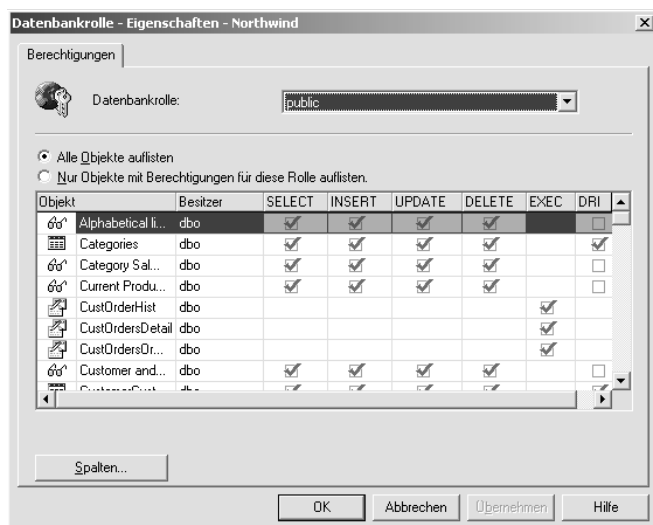 Datenbankrolle - Eigenschaften - Northwind
Berechtigungen
Datenbankrolle: public
Alle Objekte auflisten
Nur Objekte mit Berechtigungen für diese Rolle auflisten.
Objekt Besitzer SELECT INSERT UPDATE DELETE EXEC DRI
Alphabetical li... dbo
Categories dbo
Category Sal... dbo
Current Produ... dbo
CustOrderHist dbo
CustOrdersDetail dbo
CustOrdersOr... dbo
Customer and... dbo
Spalten...
OK Abbrechen Übernehmen Hilfe